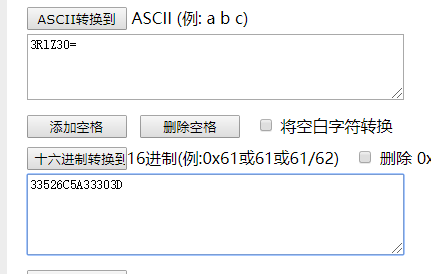 ASCII转换到 ASCII (例: a b c)
3RlZ30=
添加空格 删除空格 将空白字符转换
十六进制转换到 16进制(例:0x61或61或61/62) 删除 0x
33526C5A33303D